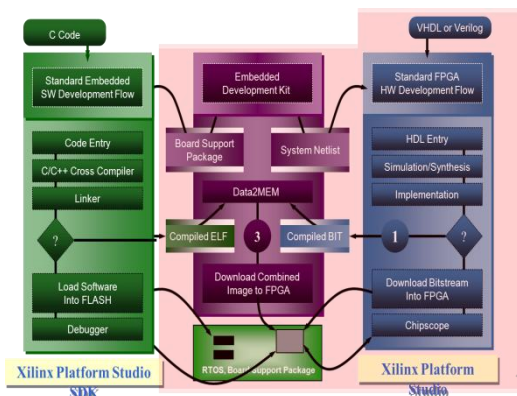 C Code
Standard Embedded
SW Development Flow
Code Entry
C/C++ Cross Compiler
Linker
?
Load Software
Into FLASH
Debugger
Xilinx Platform Studio
SDK
Embedded
Development Kit
Board Support
Package
System Netlist
Data2MEM
Compiled ELF
3
Compiled BIT
Download Combined
Image to FPGA
RTOS, Board Support Package
VHDL or Verilog
Standard FPGA
HW Development Flow
HDL Entry
Simulation/Synthesis
Implementation
1
?
Download Bitstream
Into FPGA
Chipscope
Xilinx Platform
Studio